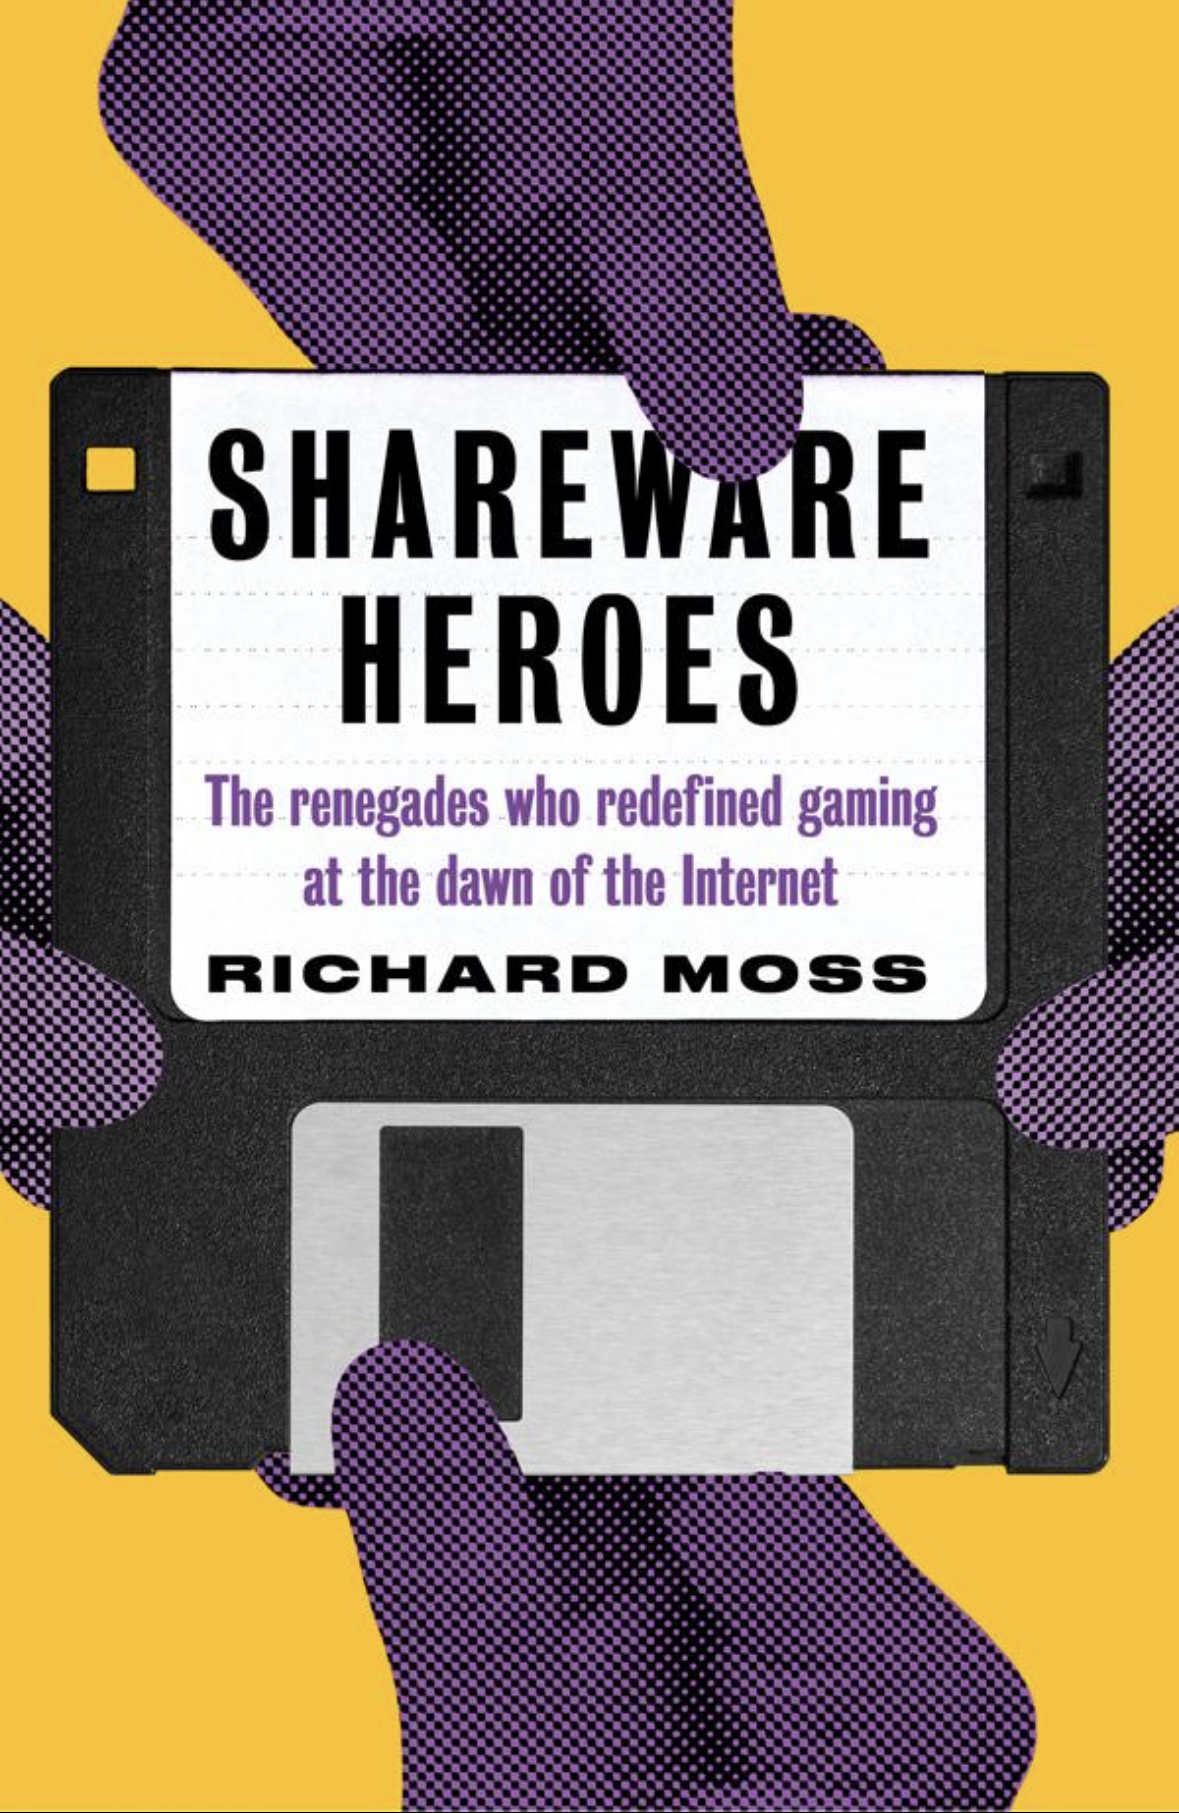 SHAREWARE
HEROES
The renegades who redefined gaming
at the dawn of the Internet
RICHARD MOSS